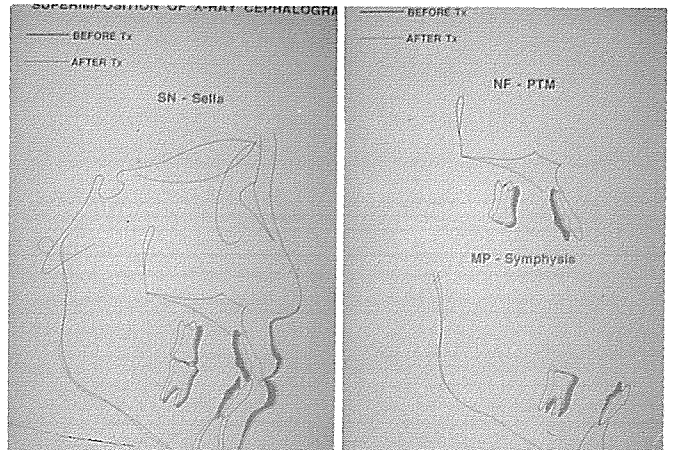 SUPERIMPOSITION OF X-RAY CEPHALOGRA
BEFORE Tx
AFTER Tx
SN - Sella
BEFORE Tx
AFTER Tx
NF - PTM
MP - Symphysis